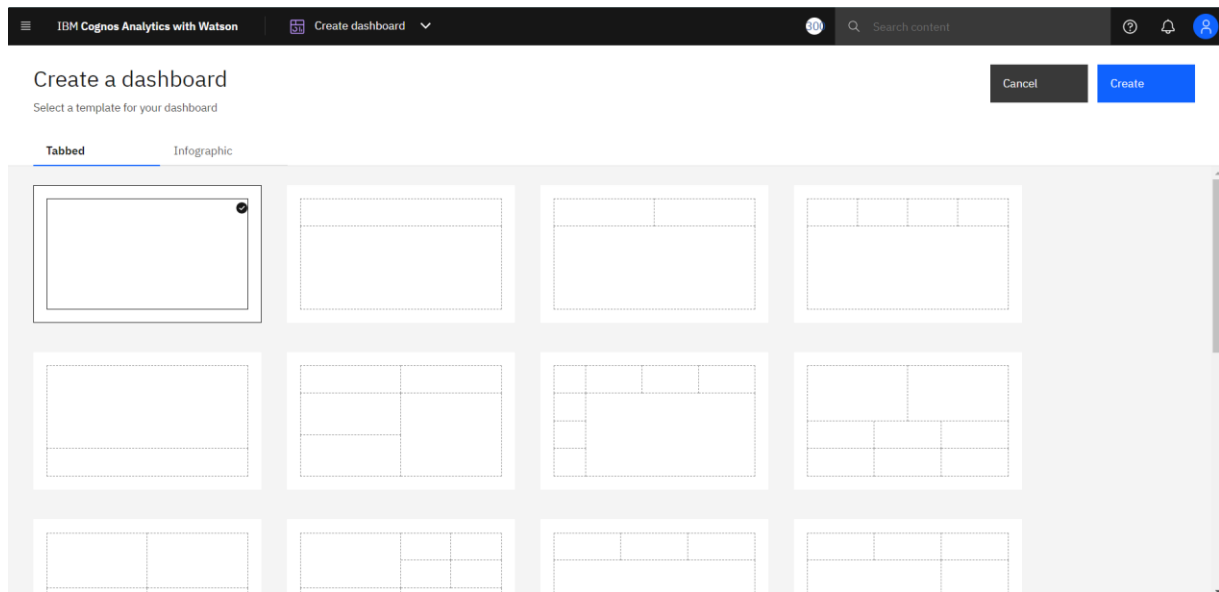 IBM Cognos Analytics with Watson
Create dashboard
Search content
Create a dashboard
Cancel
Create
Select a template for your dashboard
Tabbed
Infographic